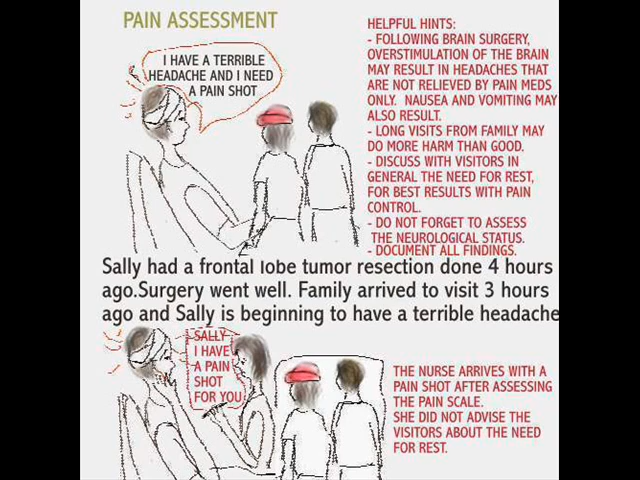 PAIN ASSESSMENT
I HAVE A TERRIBLE
HEADACHE AND I NEED
A PAIN SHOT
HELPFUL HINTS:
- FOLLOWING BRAIN SURGERY,
OVERSTIMULATION OF THE BRAIN
MAY RESULT IN HEADACHES THAT
ARE NOT RELIEVED BY PAIN MEDS
ONLY. NAUSEA AND VOMITING MAY
ALSO RESULT.
- LONG VISITS FROM FAMILY MAY
DO MORE HARM THAN GOOD.
- DISCUSS WITH VISITORS IN
GENERAL THE NEED FOR REST,
FOR BEST RESULTS WITH PAIN
CONTROL.
- DO NOT FORGET TO ASSESS
THE NEUROLOGICAL STATUS.
- DOCUMENT ALL FINDINGS.
Sally had a frontal lobe tumor resection done 4 hours
ago.Surgery went well. Family arrived to visit 3 hours
ago and Sally is beginning to have a terrible headache
SALLY
I HAVE
A PAIN
SHOT
FOR YOU
THE NURSE ARRIVES WITH A
PAIN SHOT AFTER ASSESSING
THE PAIN SCALE.
SHE DID NOT ADVISE THE
VISITORS ABOUT THE NEED
FOR REST.